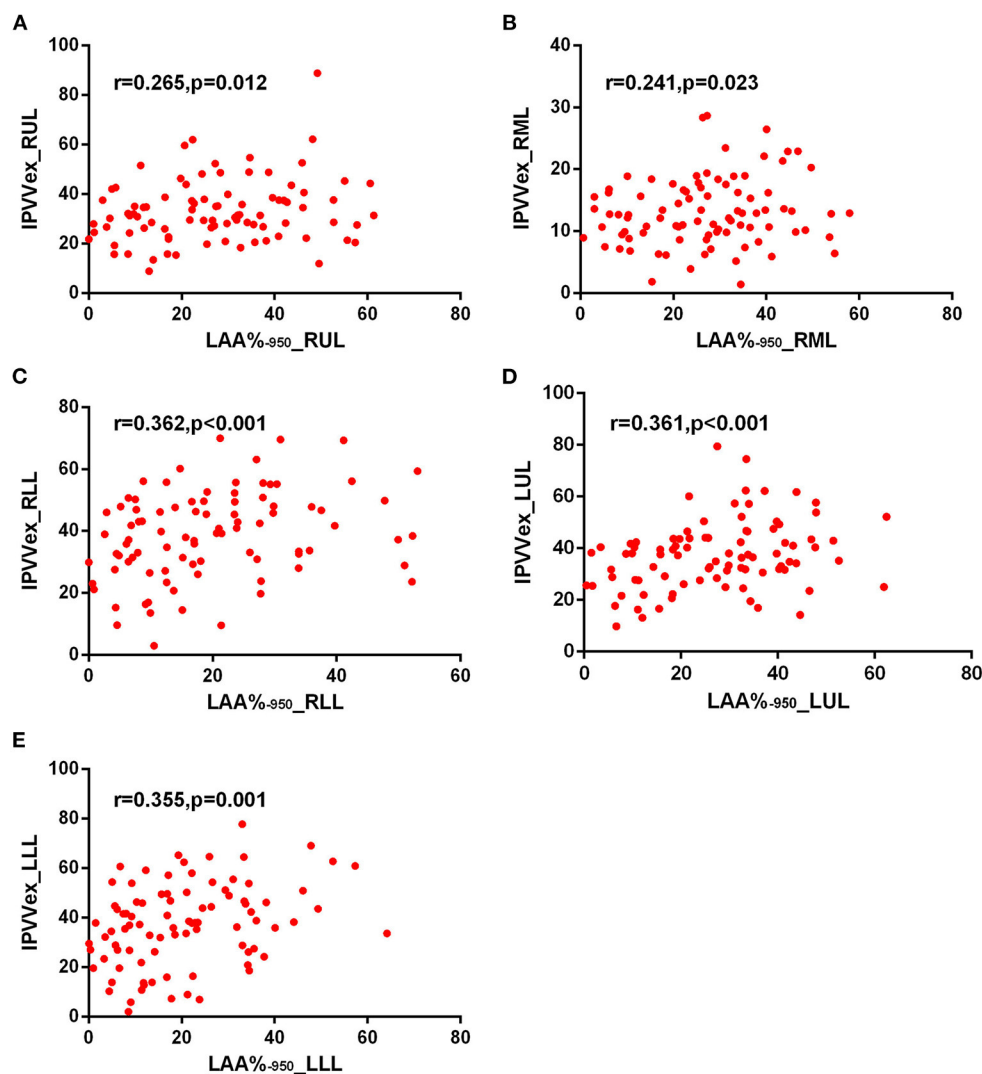 A
IPVVex_RUL
100
80
60
40
20
0
r=0.265,p=0.012
0 20 40 60 80
LAA%-950_RUL
B
IPVVex_RML
40
30
20
10
0
r=0.241,p=0.023
0 20 40 60 80
LAA%-950_RML
C
IPVVex_RLL
80
60
40
20
0
r=0.362,p<0.001
0 20 40 60
LAA%-950_RLL
D
IPVVex_LUL
100
80
60
40
20
0
r=0.361,p<0.001
0 20 40 60 80
LAA%-950_LUL
E
IPVVex_LLL
100
80
60
40
20
0
r=0.355,p=0.001
0 20 40 60 80
LAA%-950_LLL